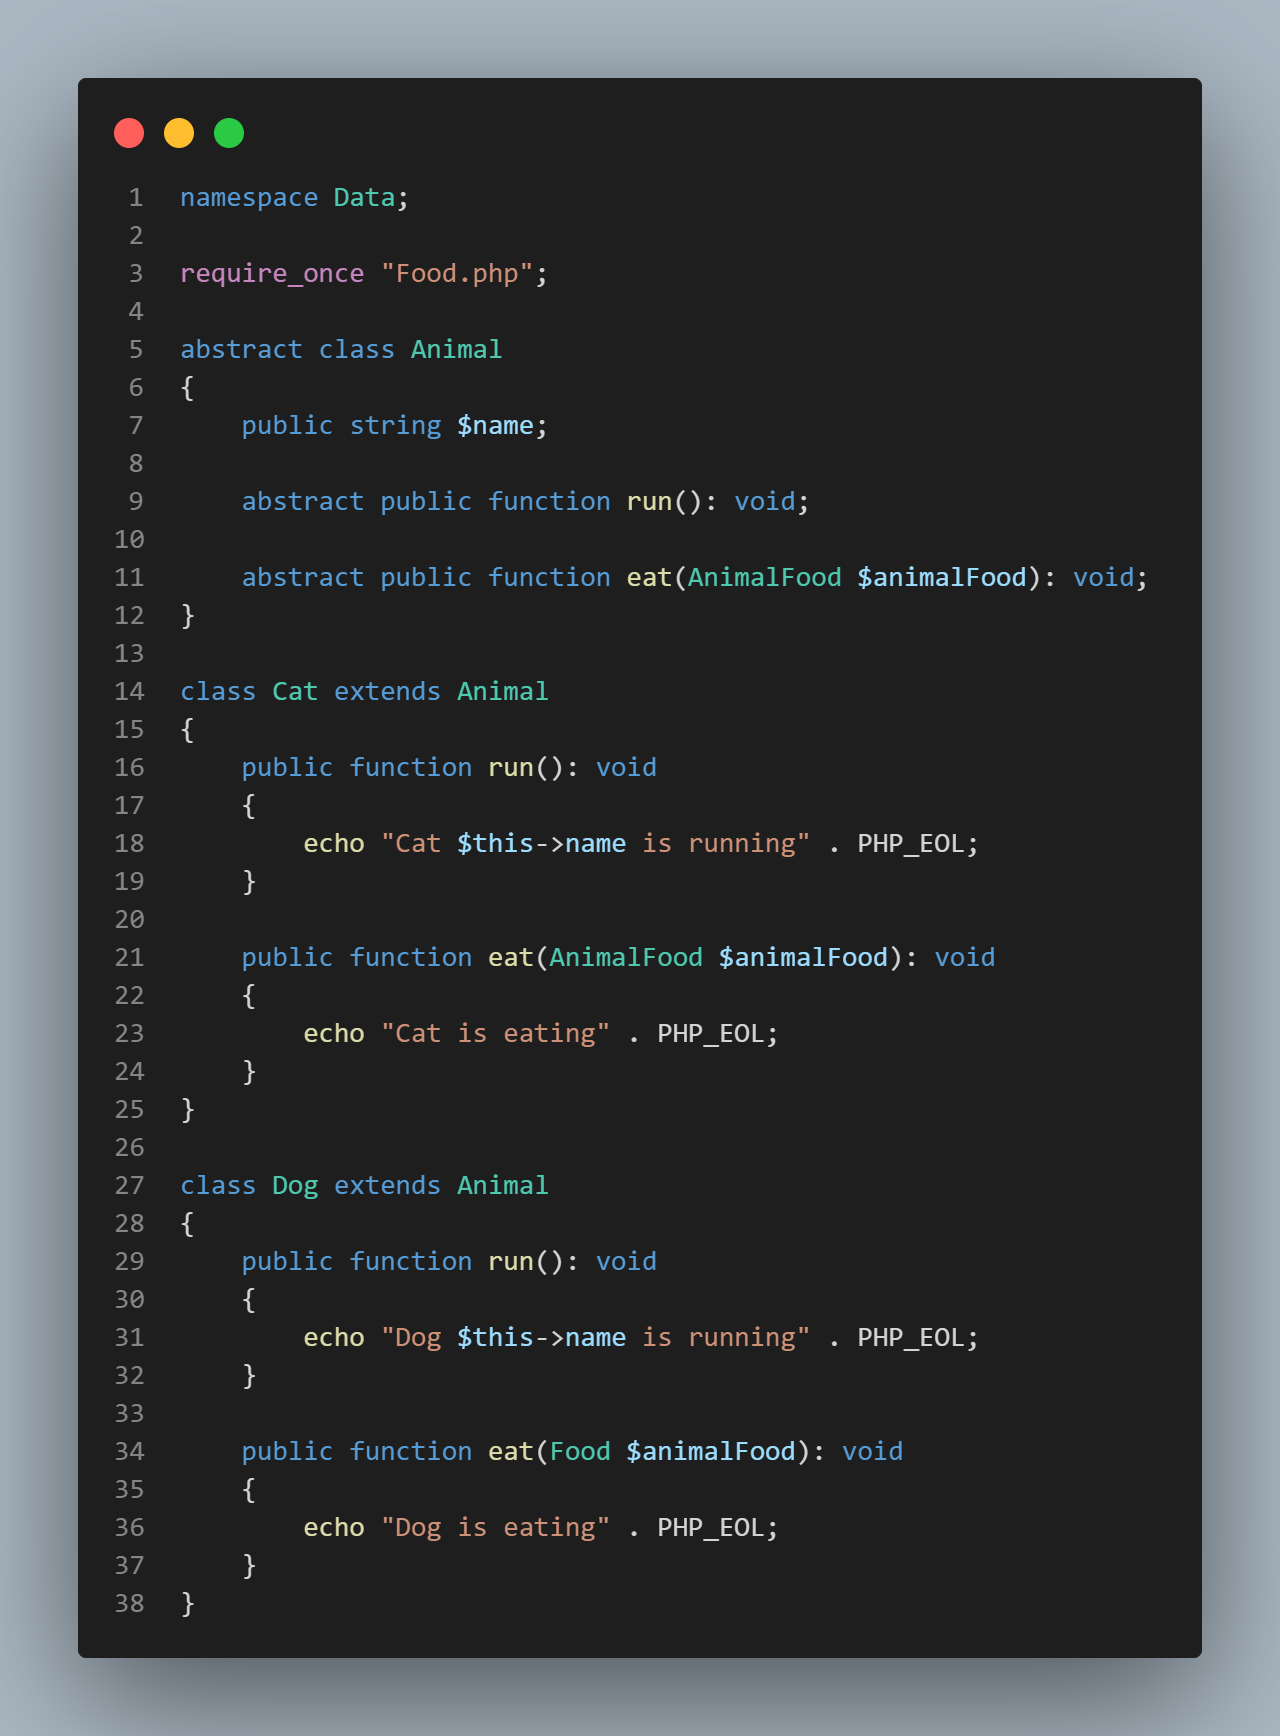 1 namespace Data;
2
3 require_once "Food.php";
4
5 abstract class Animal
6 {
7     public string $name;
8
9     abstract public function run(): void;
10
11     abstract public function eat(AnimalFood $animalFood): void;
12 }
13
14 class Cat extends Animal
15 {
16     public function run(): void
17     {
18         echo "Cat $this->name is running" . PHP_EOL;
19     }
20
21     public function eat(AnimalFood $animalFood): void
22     {
23         echo "Cat is eating" . PHP_EOL;
24     }
25 }
26
27 class Dog extends Animal
28 {
29     public function run(): void
30     {
31         echo "Dog $this->name is running" . PHP_EOL;
32     }
33
34     public function eat(Food $animalFood): void
35     {
36         echo "Dog is eating" . PHP_EOL;
37     }
38 }